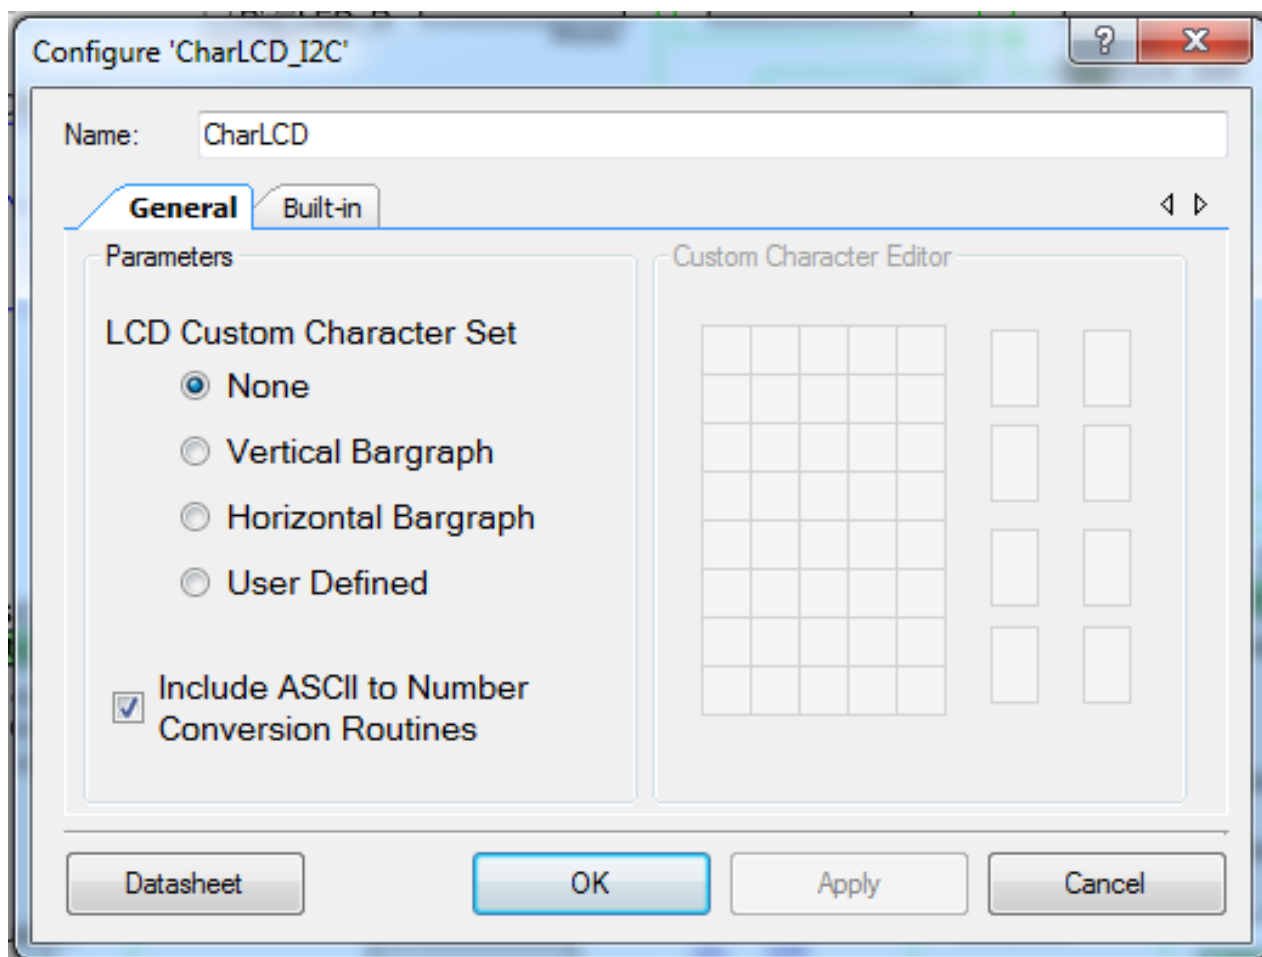 Configure 'CharLCD_I2C'
?
Name: CharLCD
General Built-in
Parameters
Custom Character Editor
LCD Custom Character Set
None
Vertical Bargraph
Horizontal Bargraph
User Defined
Include ASCII to Number
Conversion Routines
Datasheet OK Apply Cancel